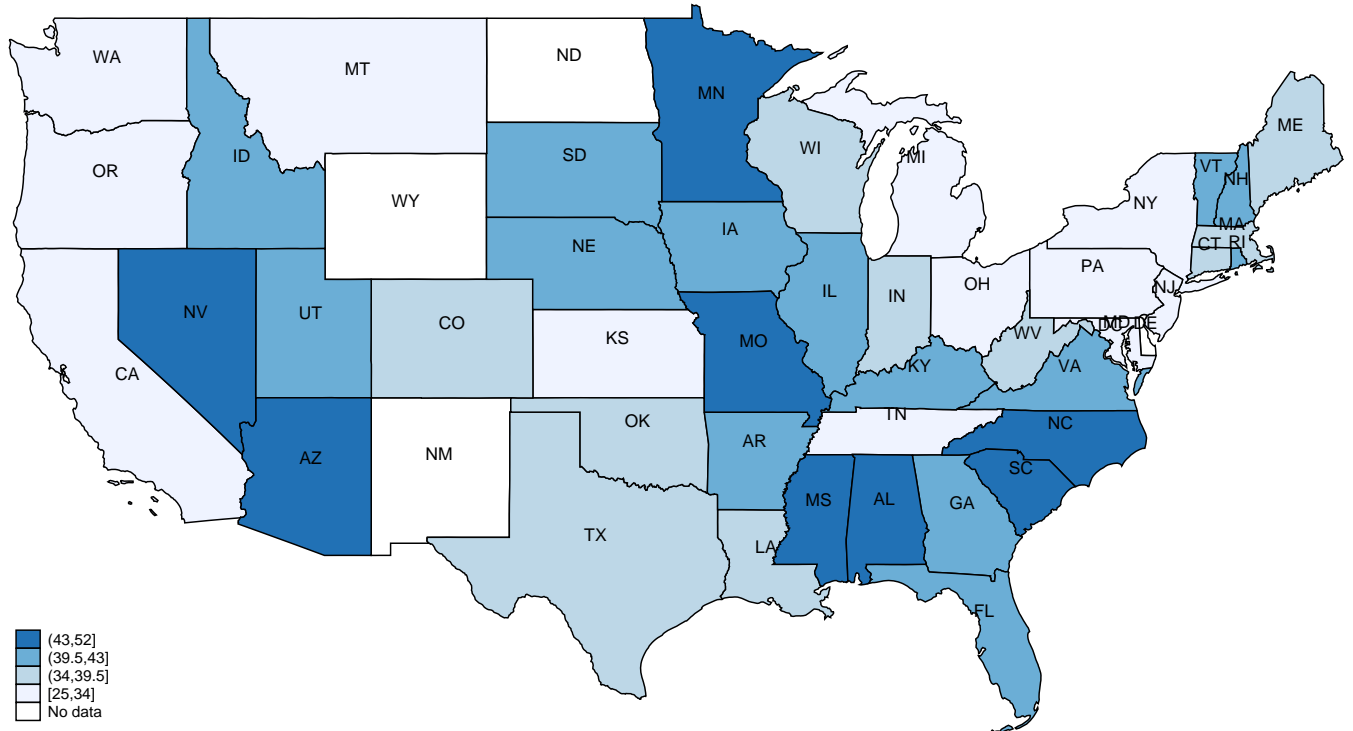 WA
MT
ND
MN
ME
ID
SD
WI
MI
VT
NH
OR
WY
NY
MA
IA
CT
RI
NE
PA
NV
UT
IL
IN
OH
NJ
CO
MD
DE
KS
MO
WV
CA
KY
VA
OK
TN
NC
AZ
NM
AR
SC
MS
AL
GA
TX
LA
FL
(43,52]
(39.5,43]
(34,39.5]
[25,34]
No data